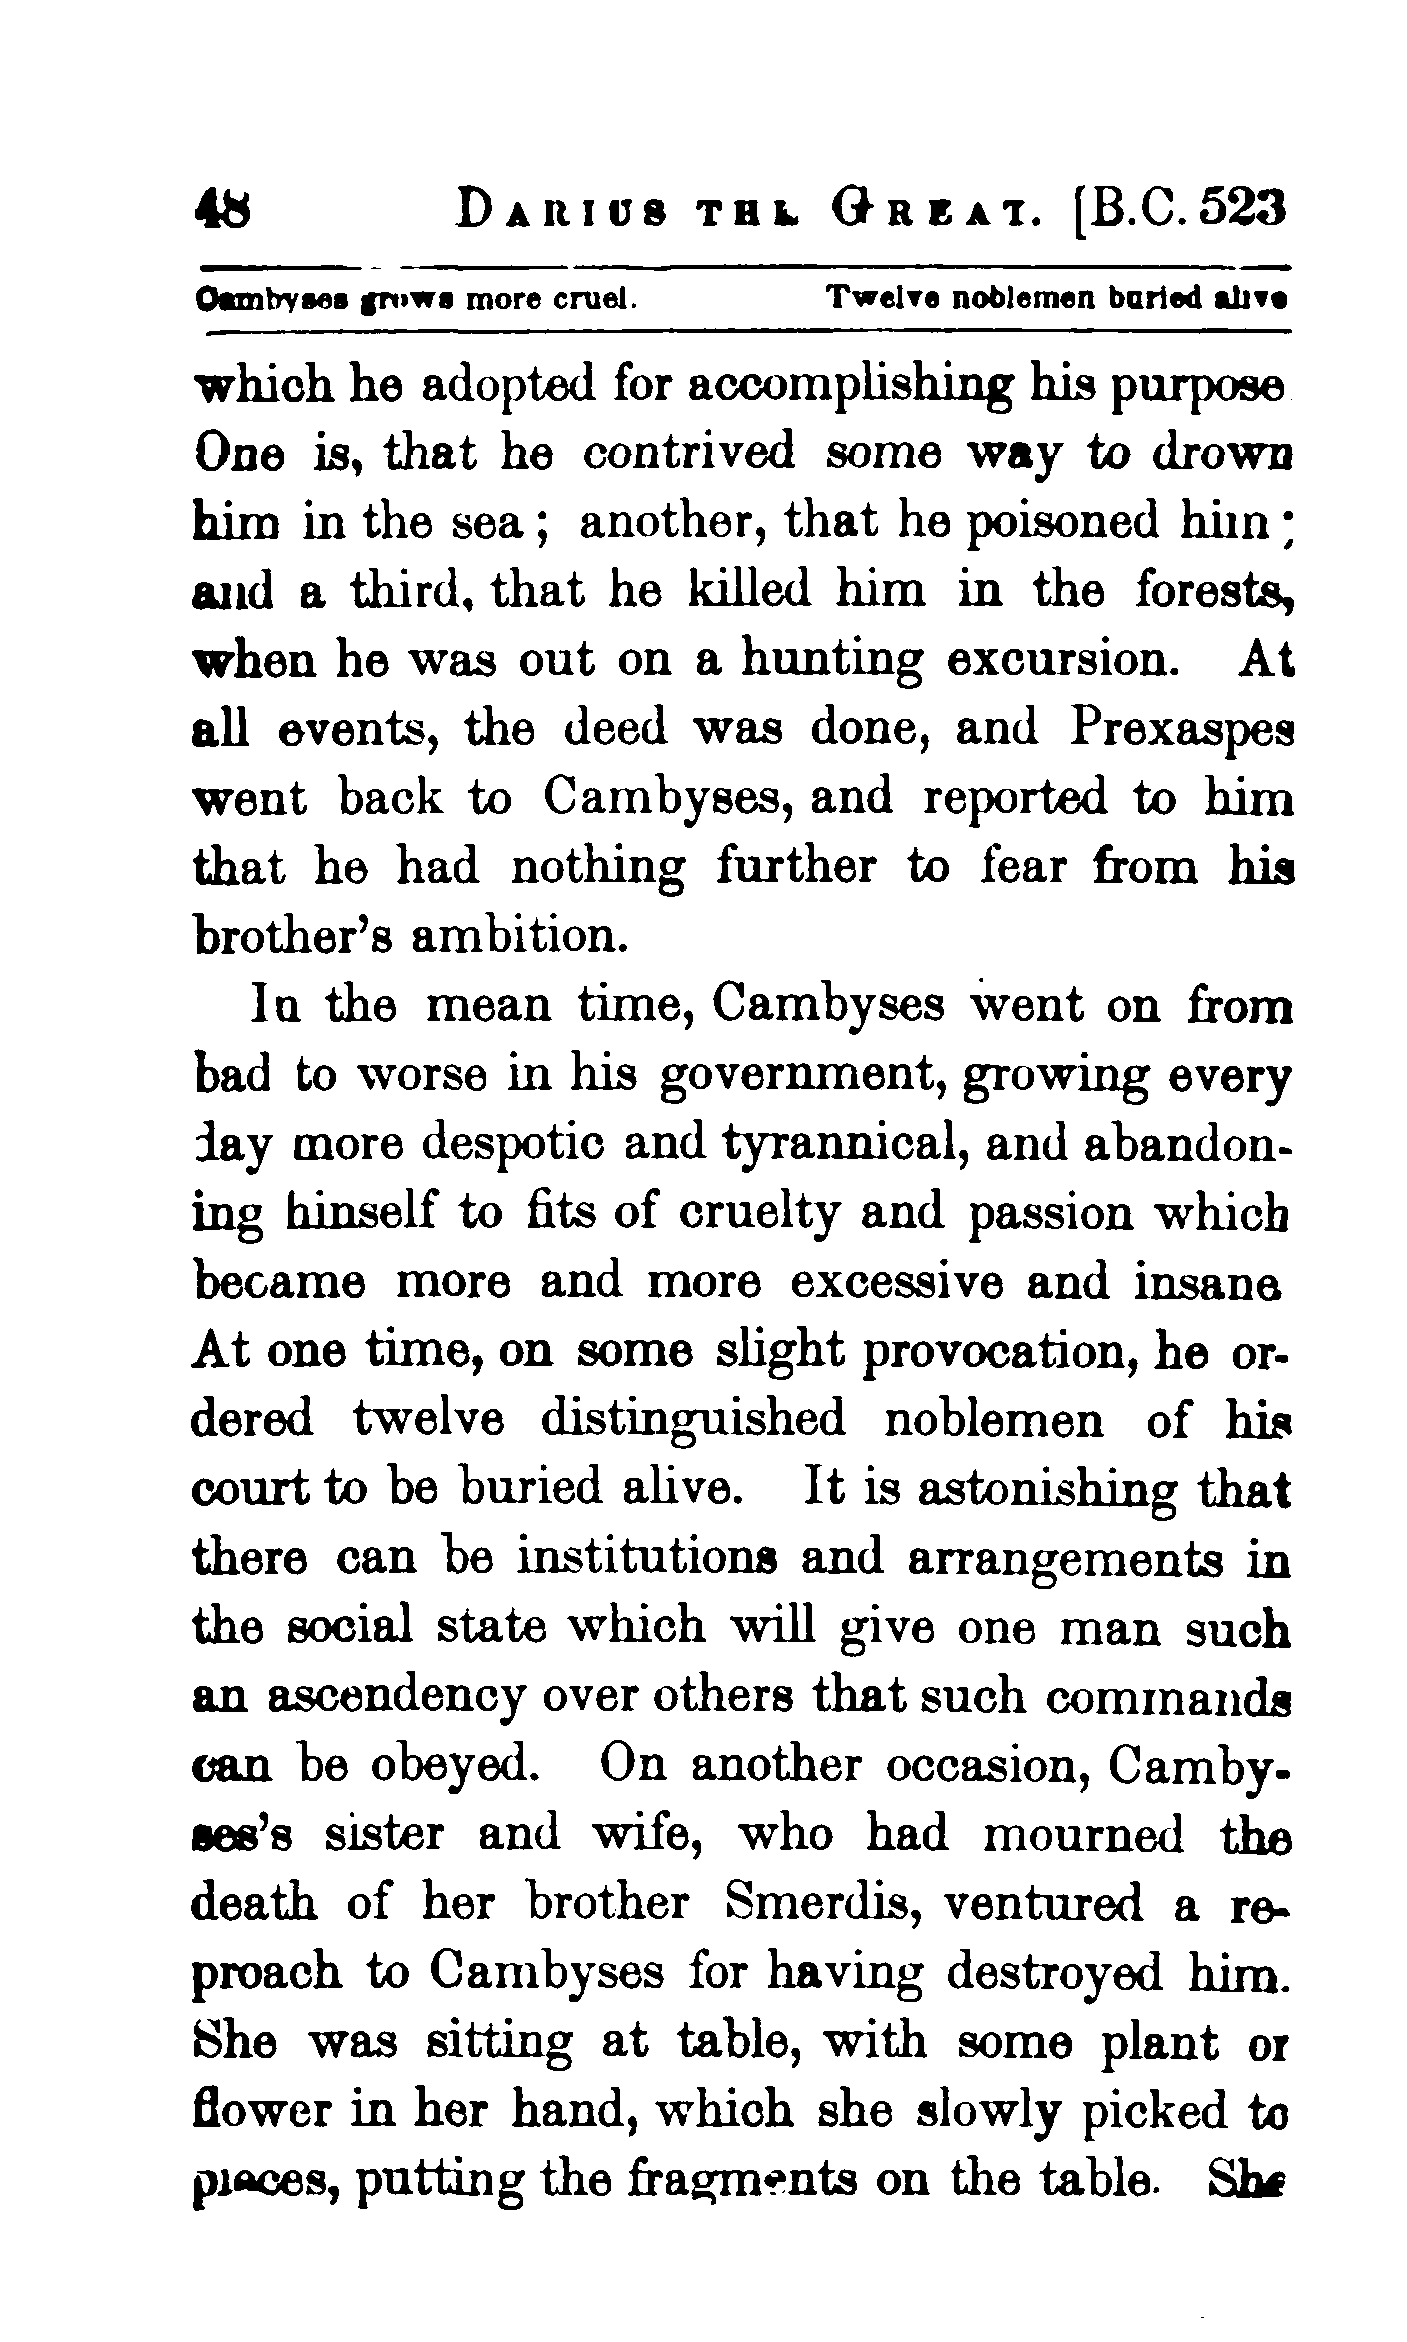 48 DARIUS THE GREAT. [B.C. 523
Cambyses grows more cruel. Twelve noblemen buried alive
which he adopted for accomplishing his purpose
One is, that he contrived some way to drown
him in the sea; another, that he poisoned him;
and a third, that he killed him in the forests,
when he was out on a hunting excursion. At
all events, the deed was done, and Prexaspes
went back to Cambyses, and reported to him
that he had nothing further to fear from his
brother's ambition.
In the mean time, Cambyses went on from
bad to worse in his government, growing every
day more despotic and tyrannical, and abandon-
ing himself to fits of cruelty and passion which
became more and more excessive and insane
At one time, on some slight provocation, he or-
dered twelve distinguished noblemen of his
court to be buried alive. It is astonishing that
there can be institutions and arrangements in
the social state which will give one man such
an ascendency over others that such commands
can be obeyed. On another occasion, Camby-
ses's sister and wife, who had mourned the
death of her brother Smerdis, ventured a re-
proach to Cambyses for having destroyed him.
She was sitting at table, with some plant or
flower in her hand, which she slowly picked to
pieces, putting the fragments on the table. She